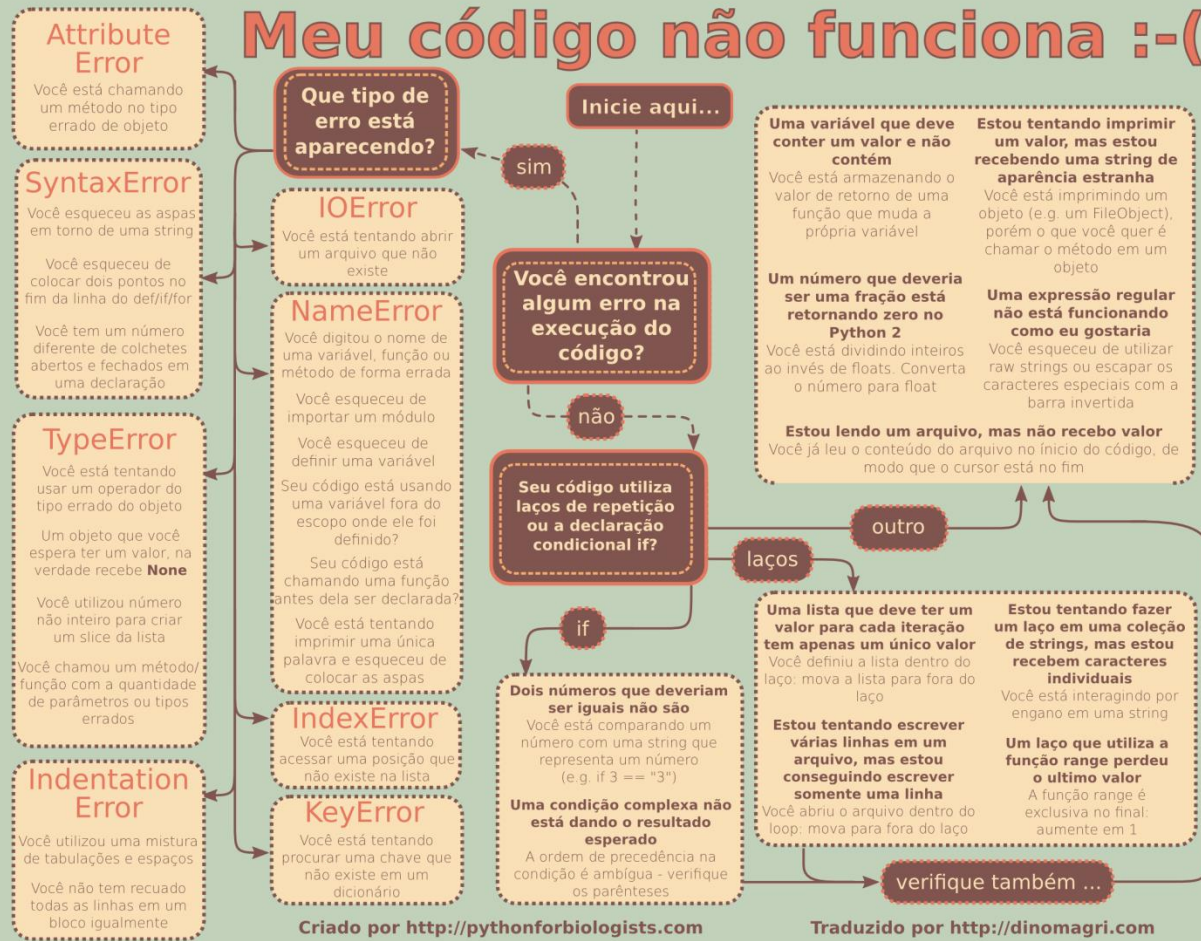 Meu código não funciona :-(
Attribute
Error
Você está chamando
um método no tipo
errado de objeto
SyntaxError
Você esqueceu as aspas
em torno de uma string
Você esqueceu de
colocar dois pontos no
fim da linha do def/if/for
Você tem um número
diferente de colchetes
abertos e fechados em
uma declaração
TypeError
Você está tentando
usar um operador do
tipo errado do objeto
Um objeto que você
espera ter um valor, na
verdade recebe None
Você utilizou número
não inteiro para criar
um slice da lista
Você chamou um método/
função com a quantidade
de parâmetros ou tipos
errados
Indentation
Error
Você utilizou uma mistura
de tabulações e espaços
Você não tem recuado
todas as linhas em um
bloco igualmente
Que tipo de
erro está
aparecendo?
IOError
Você está tentando abrir
um arquivo que não
existe
NameError
Você digitou o nome de
uma variável, função ou
método de forma errada
Você esqueceu de
importar um módulo
Você esqueceu de
definir uma variável
Seu código está usando
uma variável fora do
escopo onde ele foi
definido?
Seu código está
chamando uma função
antes dela ser declarada?
Você está tentando
imprimir uma única
palavra e esqueceu de
colocar as aspas
IndexError
Você está tentando
acessar uma posição que
não existe na lista
KeyError
Você está tentando
procurar uma chave que
não existe em um
dicionário
Inicie aqui...
sim
Você encontrou
algum erro na
execução do
código?
não
Seu código utiliza
laços de repetição
ou a declaração
condicional if?
outro
laços
if
Uma variável que deve
conter um valor e não
contém
Você está armazenando o
valor de retorno de uma
função que muda a
própria variável
Um número que deveria
ser uma fração está
retornando zero no
Python 2
Você está dividindo inteiros
ao invés de floats. Converta
o número para float
Estou tentando imprimir
um valor, mas estou
recebendo uma string de
aparência estranha
Você está imprimindo um
objeto (e.g. um FileObject),
porém o que você quer é
chamar o método em um
objeto
Uma expressão regular
não está funcionando
como eu gostaria
Você esqueceu de utilizar
raw strings ou escapar os
caracteres especiais com a
barra invertida
Estou lendo um arquivo, mas não recebo valor
Você já leu o conteúdo do arquivo no ínicio do código, de
modo que o cursor está no fim
Dois números que deveriam
ser iguais não são
Você está comparando um
número com uma string que
representa um número
(e.g. if 3 == "3")
Uma condição complexa não
está dando o resultado
esperado
A ordem de precedência na
condição é ambígua - verifique
os parênteses
Uma lista que deve ter um
valor para cada iteração
tem apenas um único valor
Você definiu a lista dentro do
laço: mova a lista para fora do
laço
Estou tentando escrever
várias linhas em um
arquivo, mas estou
conseguindo escrever
somente uma linha
Você abriu o arquivo dentro do
loop: mova para fora do laço
Estou tentando fazer
um laço em uma coleção
de strings, mas estou
recebem caracteres
individuais
Você está interagindo por
engano em uma string
Um laço que utiliza a
função range perdeu
o ultimo valor
A função range é
exclusiva no final:
aumente em 1
verifique também ...
Criado por http://pythonforbiologists.com
Traduzido por http://dinomagri.com